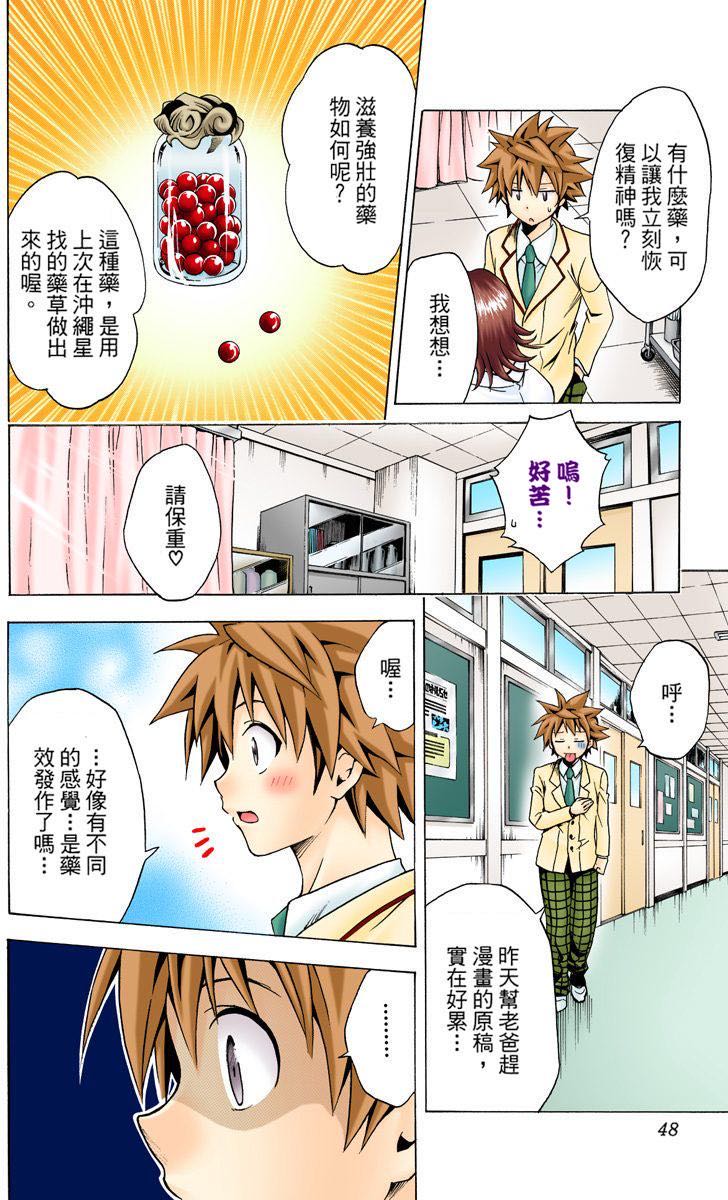 有什麼藥，可
以讓我立刻恢
復精神嗎？
我想想…
滋養強壯的藥
物如何呢？
這種藥，是用
上次在沖繩星
找的藥草做出
來的喔。
嗚！
好苦…
請保重♡
呼…
昨天幫老爸趕
漫畫的原稿，
實在好累…
喔…
…好像有不同
的感覺…是藥
效發作了嗎…
………
48